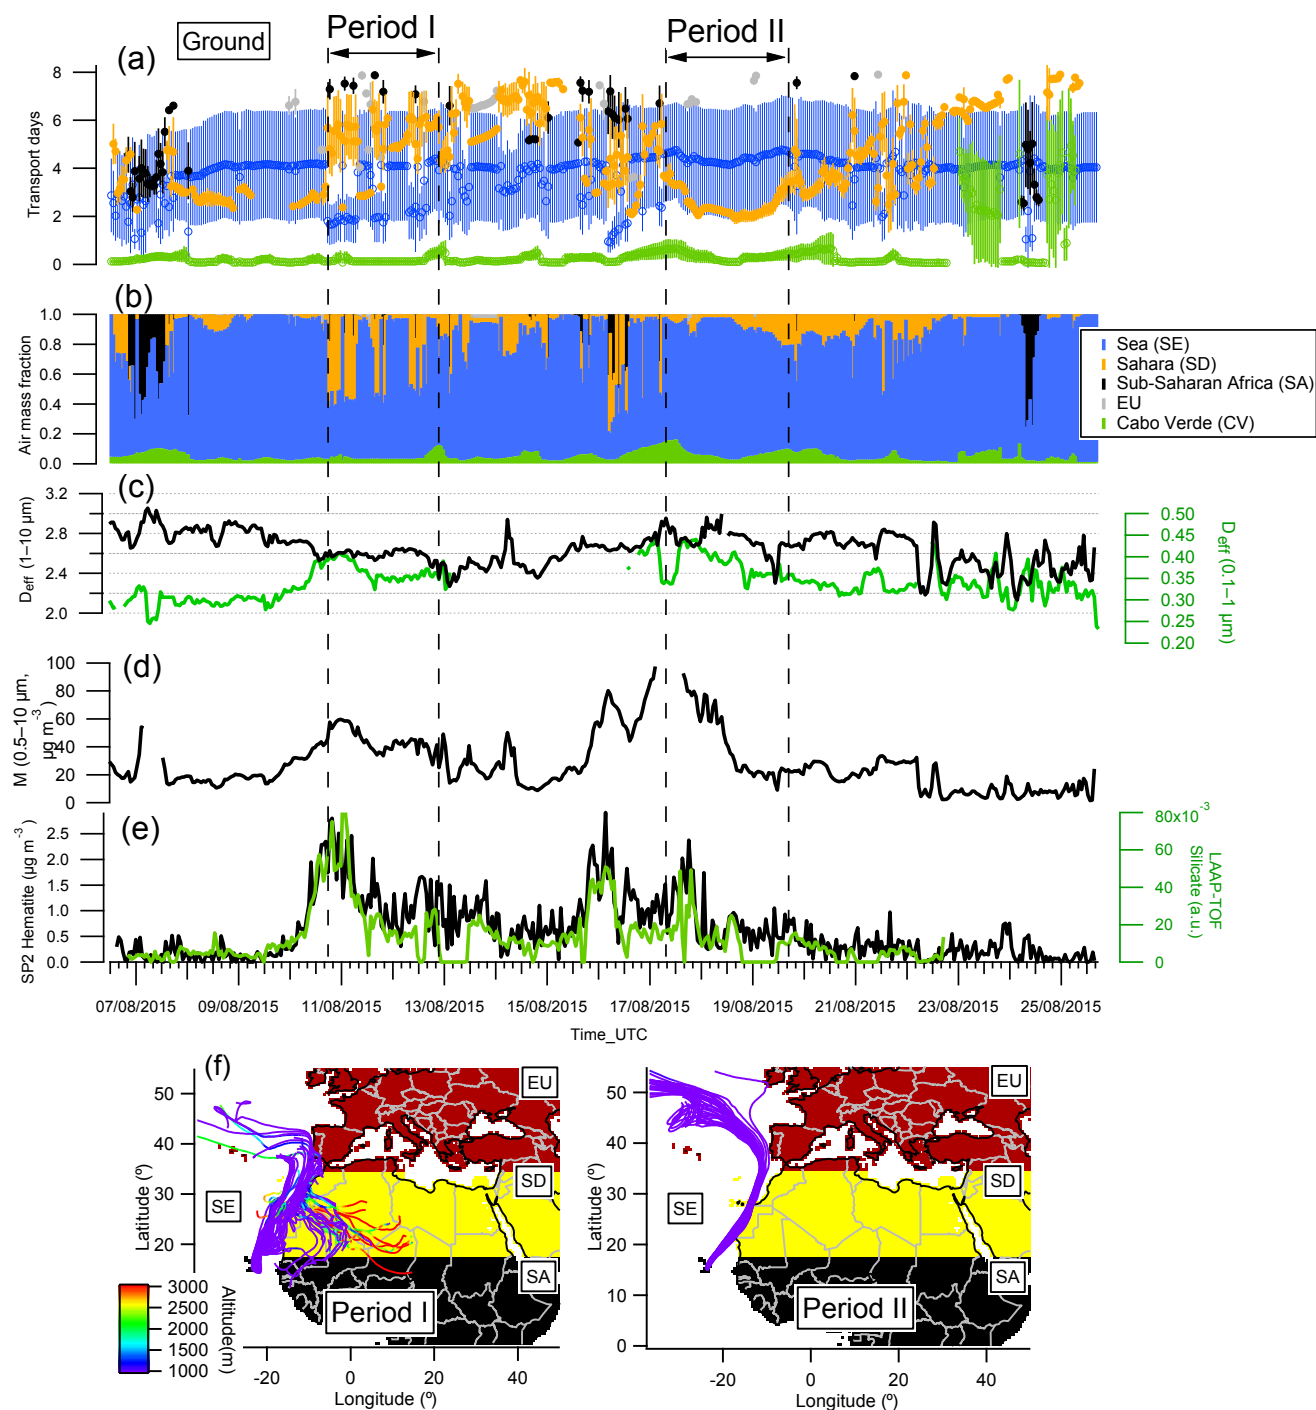 Period I
Ground
Period II
(a)
8
6
4
2
0
Transport days
(b)
1.0
0.8
0.6
0.4
0.2
0.0
Air mass fraction
Sea (SE)
Sahara (SD)
Sub-Saharan Africa (SA)
EU
Cabo Verde (CV)
(c)
3.2
2.8
2.4
2.0
Deff (1–10 µm)
0.50
0.45
0.40
0.35
0.30
0.25
0.20
Deff (0.1–1 µm)
(d)
100
80
60
40
20
0
M (0.5–10 µm,
µg m-3)
(e)
2.5
2.0
1.5
1.0
0.5
0.0
SP2 Hematite (µg m-3)
80x10-3
60
40
20
0
LAAP-TOF
Silicate (a.u.)
07/08/2015
09/08/2015
11/08/2015
13/08/2015
15/08/2015
17/08/2015
19/08/2015
21/08/2015
23/08/2015
25/08/2015
Time_UTC
(f)
50
40
30
20
Latitude (º)
EU
SD
SE
SA
Period I
3000
2500
2000
1500
1000
Altitude(m)
-20
0
20
40
Longitude (º)
50
40
30
20
10
0
Latitude (º)
EU
SD
SE
SA
Period II
-20
0
20
40
Longitude (º)